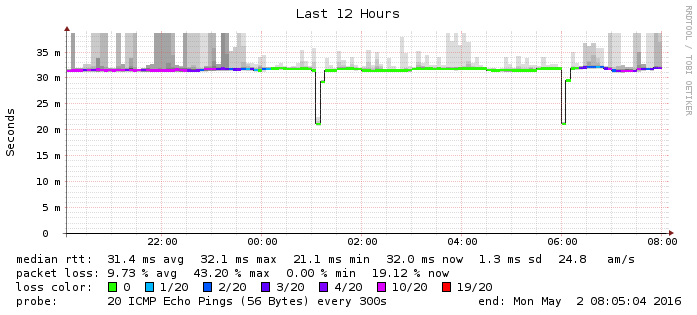 Last 12 Hours
RRDTOOL / TOBI OETIKER
Seconds
35 m
30 m
25 m
20 m
15 m
10 m
5 m
0
22:00 00:00 02:00 04:00 06:00 08:00
median rtt: 31.4 ms avg 32.1 ms max 21.1 ms min 32.0 ms now 1.3 ms sd 24.8 am/s
packet loss: 9.73 % avg 43.20 % max 0.00 % min 19.12 % now
loss color: 0 1/20 2/20 3/20 4/20 10/20 19/20
probe: 20 ICMP Echo Pings (56 Bytes) every 300s end: Mon May 2 08:05:04 2016